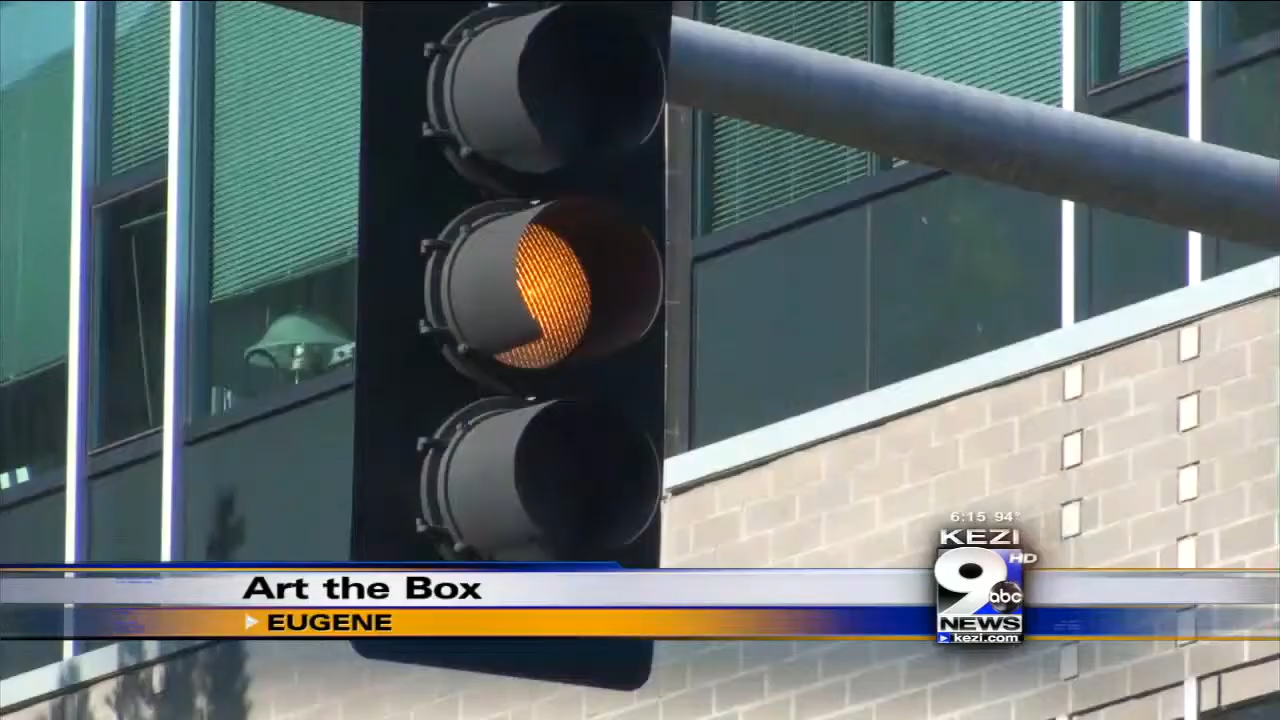 6:15 94°
KEZI
9 HD
abc
NEWS
kezi.com
Art the Box
EUGENE